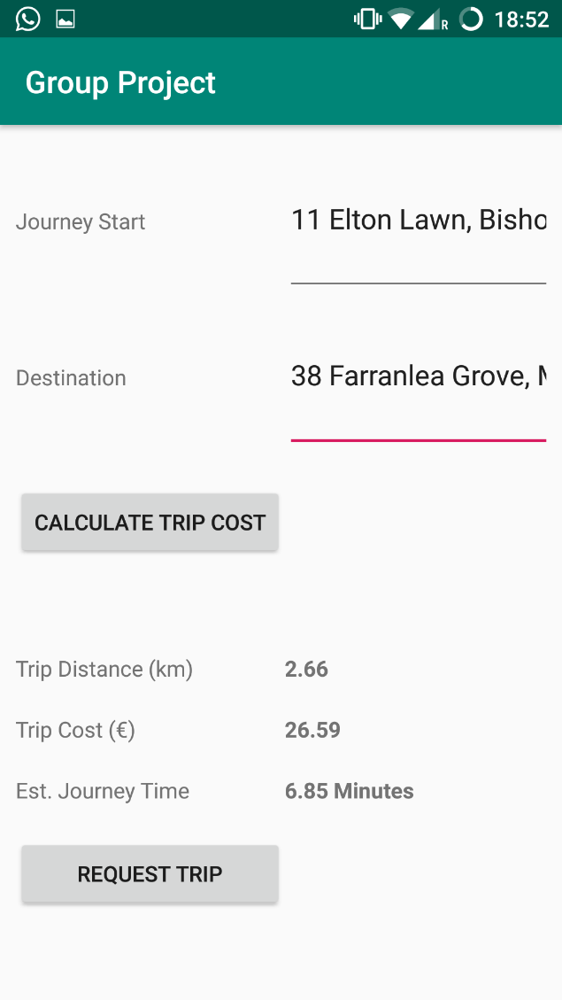 R 18:52
Group Project
Journey Start 11 Elton Lawn, Bisho
Destination 38 Farranlea Grove, M
CALCULATE TRIP COST
Trip Distance (km) 2.66
Trip Cost (€) 26.59
Est. Journey Time 6.85 Minutes
REQUEST TRIP